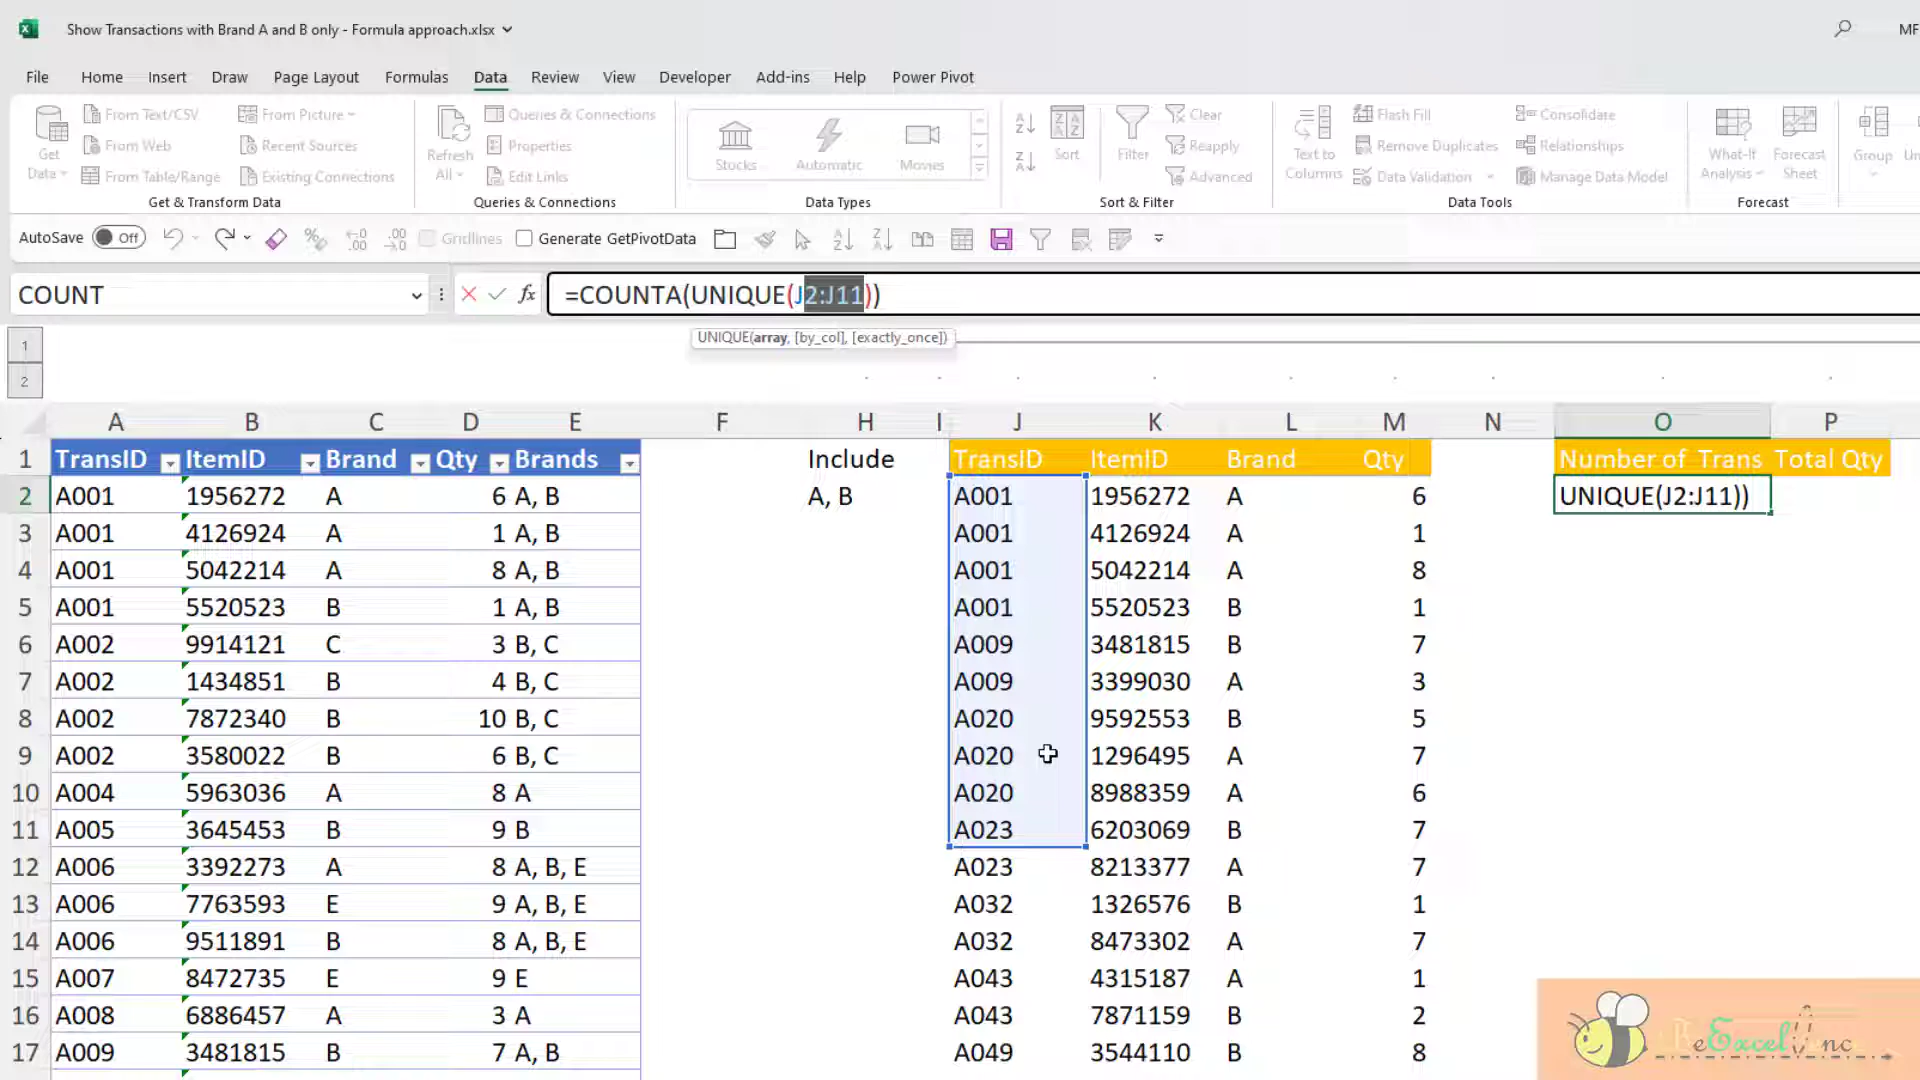 Show Transactions with Brand A and B only - Formula approach.xlsx
MF
File Home Insert Draw Page Layout Formulas Data Review View Developer Add-ins Help Power Pivot
Get Data
From Text/CSV
From Web
From Table/Range
From Picture
Recent Sources
Existing Connections
Get & Transform Data
Refresh All
Queries & Connections
Properties
Edit Links
Queries & Connections
Stocks Automatic Movies
Data Types
Sort
Filter
Clear
Reapply
Advanced
Sort & Filter
Text to Columns
Flash Fill
Remove Duplicates
Data Validation
Consolidate
Relationships
Manage Data Model
Data Tools
What-If Analysis
Forecast Sheet
Forecast
Group
AutoSave Off Gridlines Generate GetPivotData
COUNT fx =COUNTA(UNIQUE(J2:J11))
UNIQUE(array, [by_col], [exactly_once])
1
2
A B C D E F H I J K L M N O P
1 TransID ItemID Brand Qty Brands Include TransID ItemID Brand Qty Number of Trans Total Qty
2 A001 1956272 A 6 A, B A, B A001 1956272 A 6 UNIQUE(J2:J11))
3 A001 4126924 A 1 A, B A001 4126924 A 1
4 A001 5042214 A 8 A, B A001 5042214 A 8
5 A001 5520523 B 1 A, B A001 5520523 B 1
6 A002 9914121 C 3 B, C A009 3481815 B 7
7 A002 1434851 B 4 B, C A009 3399030 A 3
8 A002 7872340 B 10 B, C A020 9592553 B 5
9 A002 3580022 B 6 B, C A020 1296495 A 7
10 A004 5963036 A 8 A A020 8988359 A 6
11 A005 3645453 B 9 B A023 6203069 B 7
12 A006 3392273 A 8 A, B, E A023 8213377 A 7
13 A006 7763593 E 9 A, B, E A032 1326576 B 1
14 A006 9511891 B 8 A, B, E A032 8473302 A 7
15 A007 8472735 E 9 E A043 4315187 A 1
16 A008 6886457 A 3 A A043 7871159 B 2
17 A009 3481815 B 7 A, B A049 3544110 B 8